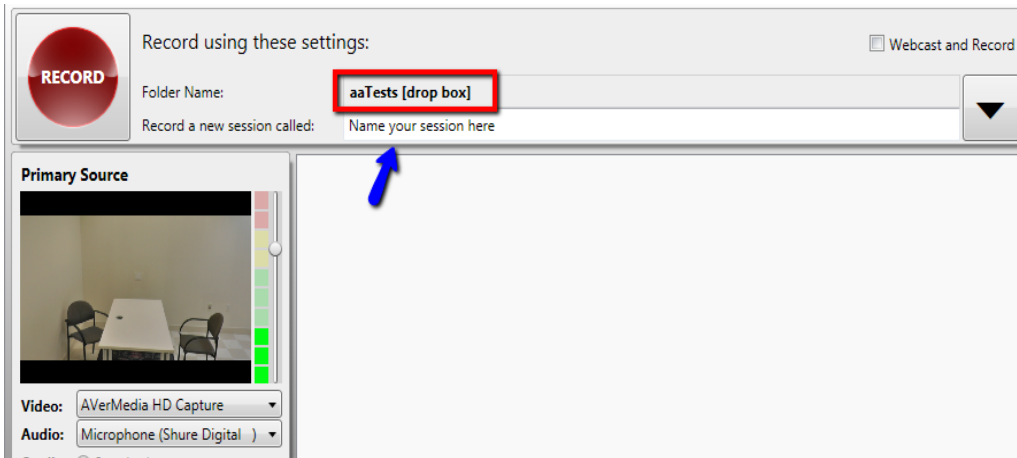 RECORD
Record using these settings:
Webcast and Record
Folder Name:
aaTests [drop box]
Record a new session called:
Name your session here
Primary Source
Video:
AVerMedia HD Capture
Audio:
Microphone (Shure Digital )